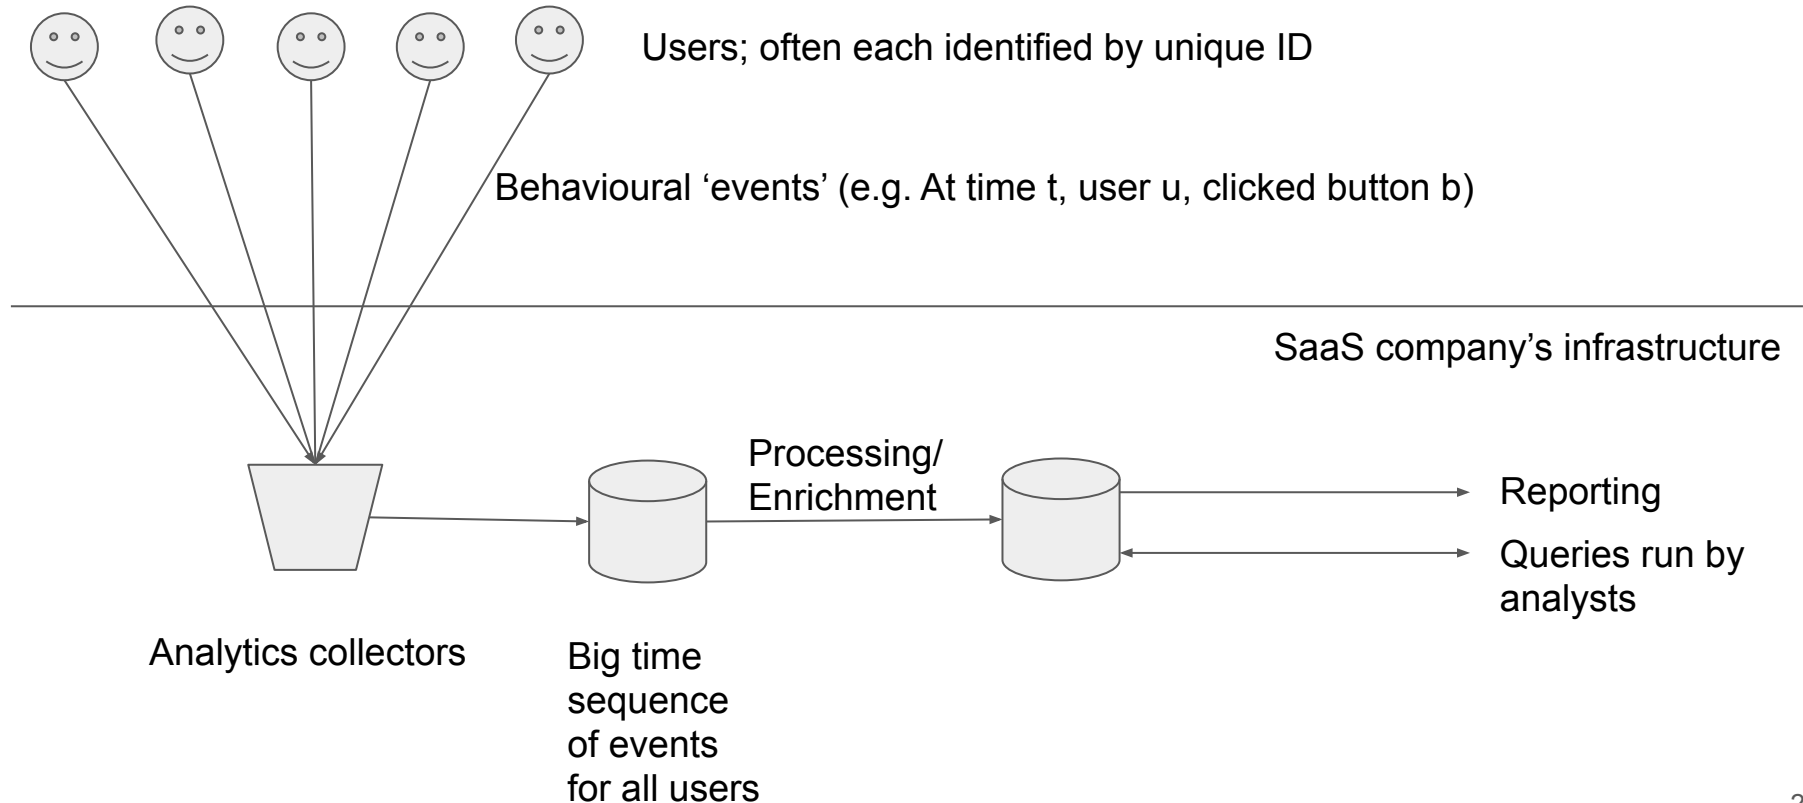 Users; often each identified by unique ID
Behavioural ‘events’ (e.g. At time t, user u, clicked button b)
SaaS company’s infrastructure
Processing/
Enrichment
Reporting
Queries run by
analysts
Analytics collectors
Big time
sequence
of events
for all users